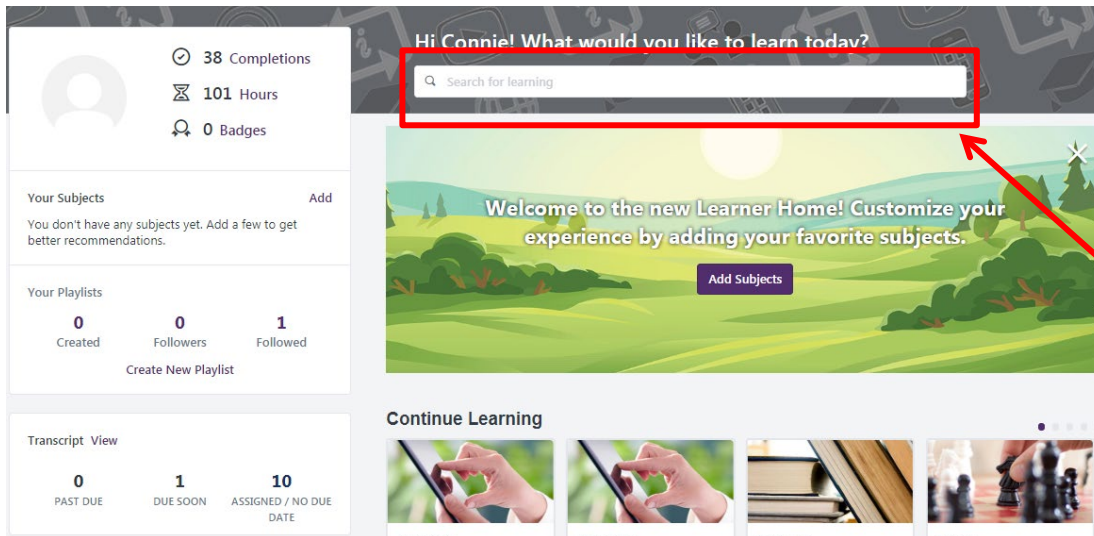 38 Completions
101 Hours
0 Badges
Your Subjects Add
You don't have any subjects yet. Add a few to get
better recommendations.
Your Playlists
0 0 1
Created Followers Followed
Create New Playlist
Transcript View
0 1 10
PAST DUE DUE SOON ASSIGNED / NO DUE
DATE
Hi Connie! What would you like to learn today?
Search for learning
Welcome to the new Learner Home! Customize your
experience by adding your favorite subjects.
Add Subjects
Continue Learning